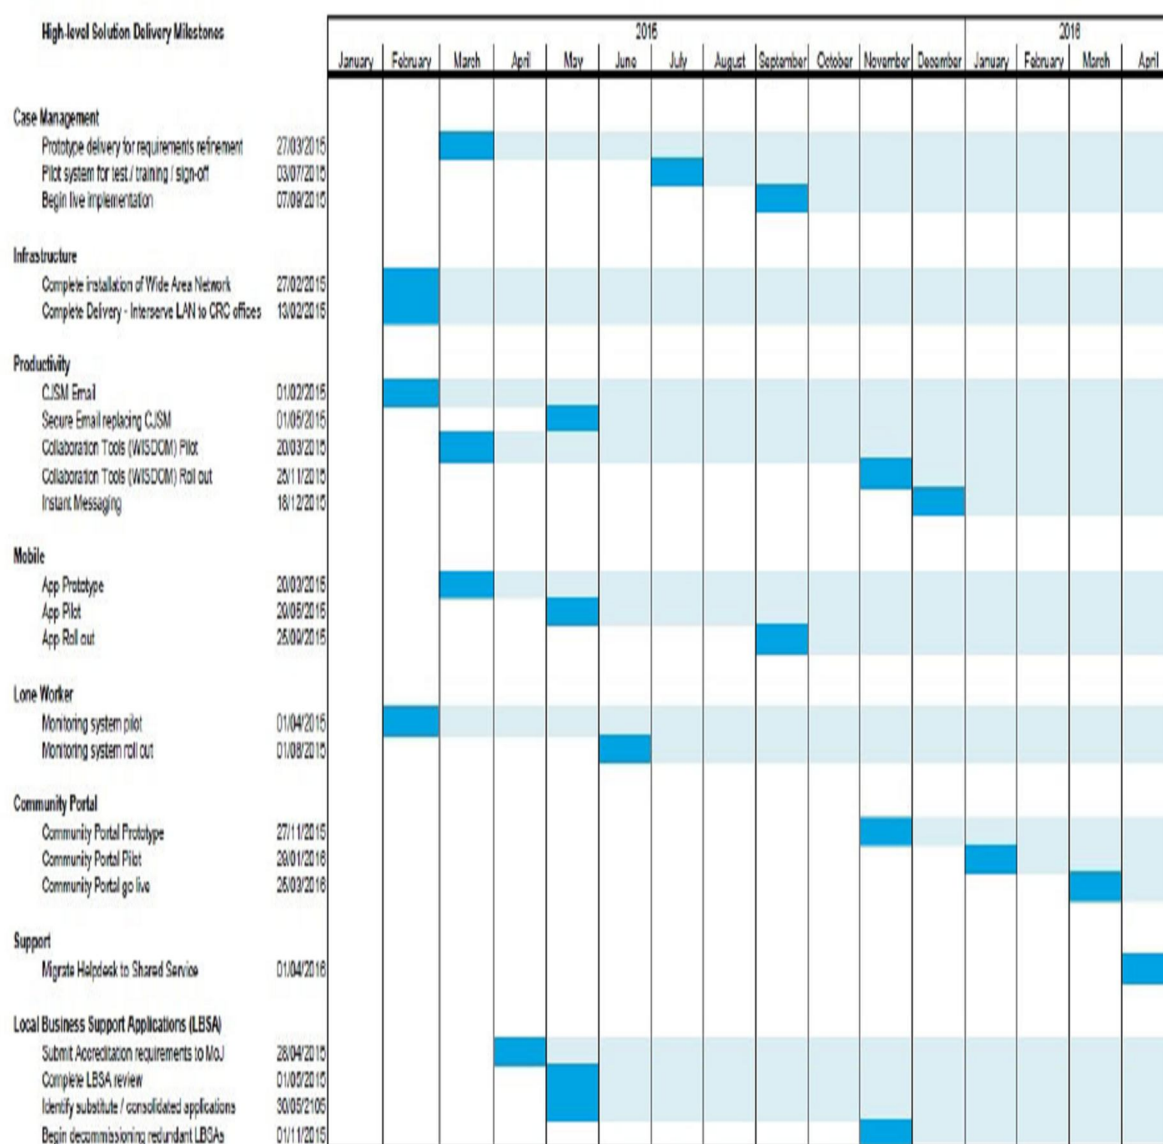 High-level Solution Delivery Milestones
2015 2016
January February March April May June July August September October November December January February March April
Case Management
Prototype delivery for requirements refinement 27/03/2015
Pilot system for test / training / sign-off 03/07/2015
Begin live implementation 07/09/2015
Infrastructure
Complete installation of Wide Area Network 27/02/2015
Complete Delivery - Interserve LAN to CRC offices 13/02/2015
Productivity
CJSM Email 01/02/2015
Secure Email replacing CJSM 01/05/2015
Collaboration Tools (WISDOM) Pilot 20/03/2015
Collaboration Tools (WISDOM) Roll out 25/11/2015
Instant Messaging 18/12/2015
Mobile
App Prototype 20/03/2015
App Pilot 29/05/2015
App Roll out 25/09/2015
Lone Worker
Monitoring system pilot 01/04/2015
Monitoring system roll out 01/08/2015
Community Portal
Community Portal Prototype 27/11/2015
Community Portal Pilot 29/01/2016
Community Portal go live 25/03/2016
Support
Migrate Helpdesk to Shared Service 01/04/2016
Local Business Support Applications (LBSA)
Submit Accreditation requirements to MoJ 28/04/2015
Complete LBSA review 01/05/2015
Identify substitute / consolidated applications 30/05/2105
Begin decommissioning redundant LBSAs 01/11/2015